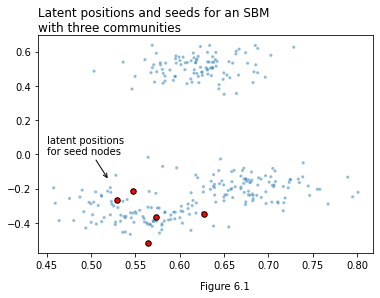 Latent positions and seeds for an SBM
with three communities
0.6
0.4
0.2
0.0
−0.2
−0.4
latent positions
for seed nodes
0.45 0.50 0.55 0.60 0.65 0.70 0.75 0.80
Figure 6.1